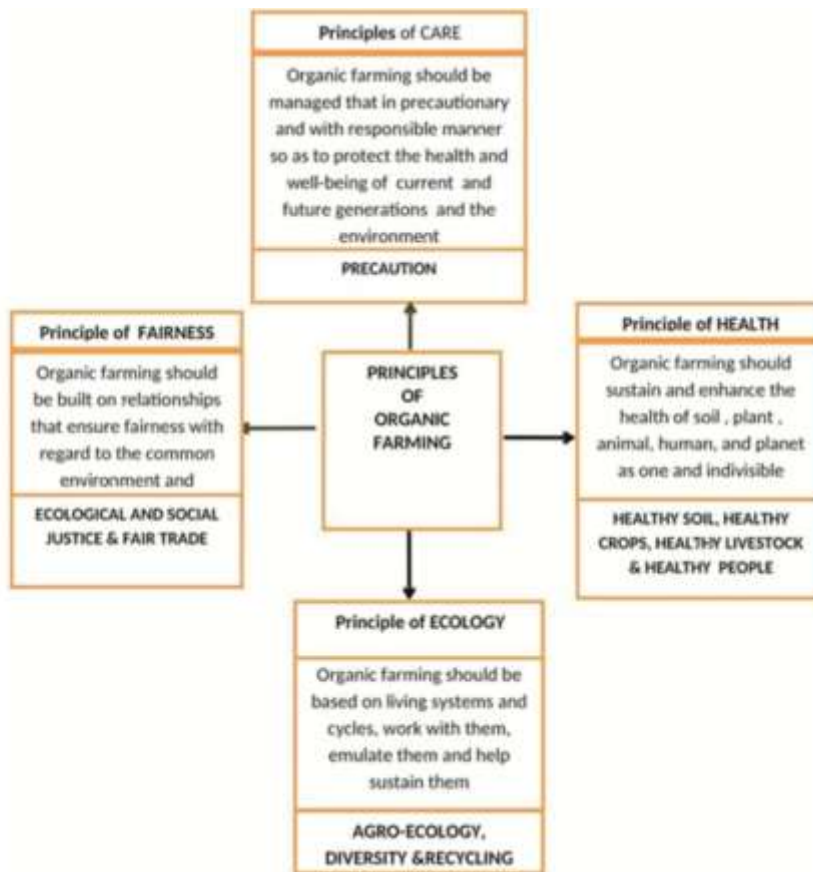 Principles of CARE
Organic farming should be
managed that in precautionary
and with responsible manner
so as to protect the health and
well-being of current and
future generations and the
environment
PRECAUTION
Principle of FAIRNESS
Organic farming should
be built on relationships
that ensure fairness with
regard to the common
environment and
ECOLOGICAL AND SOCIAL
JUSTICE & FAIR TRADE
PRINCIPLES
OF
ORGANIC
FARMING
Principle of HEALTH
Organic farming should
sustain and enhance the
health of soil , plant ,
animal, human, and planet
as one and indivisible
HEALTHY SOIL, HEALTHY
CROPS, HEALTHY LIVESTOCK
& HEALTHY PEOPLE
Principle of ECOLOGY
Organic farming should be
based on living systems and
cycles, work with them,
emulate them and help
sustain them
AGRO-ECOLOGY,
DIVERSITY &RECYCLING